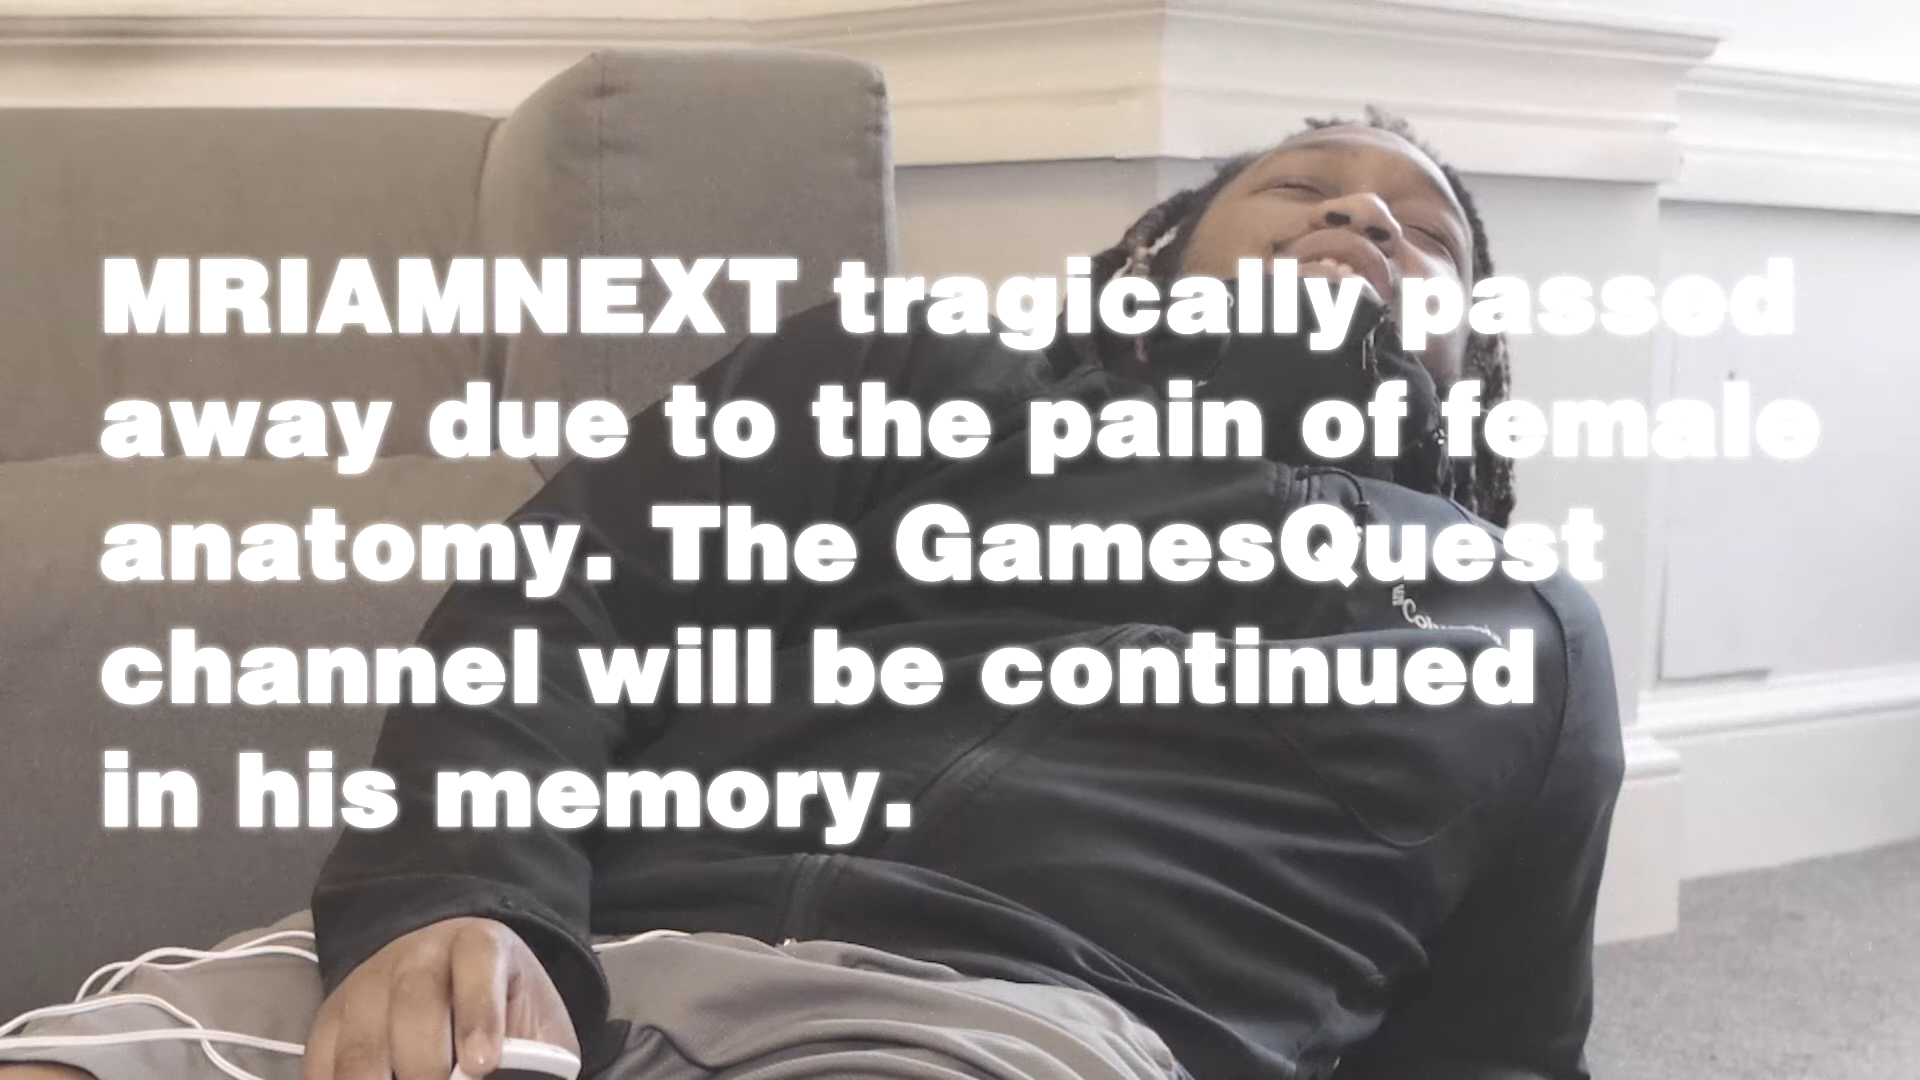 MRIAMNEXT tragically passed
away due to the pain of female
anatomy. The GamesQuest
channel will be continued
in his memory.